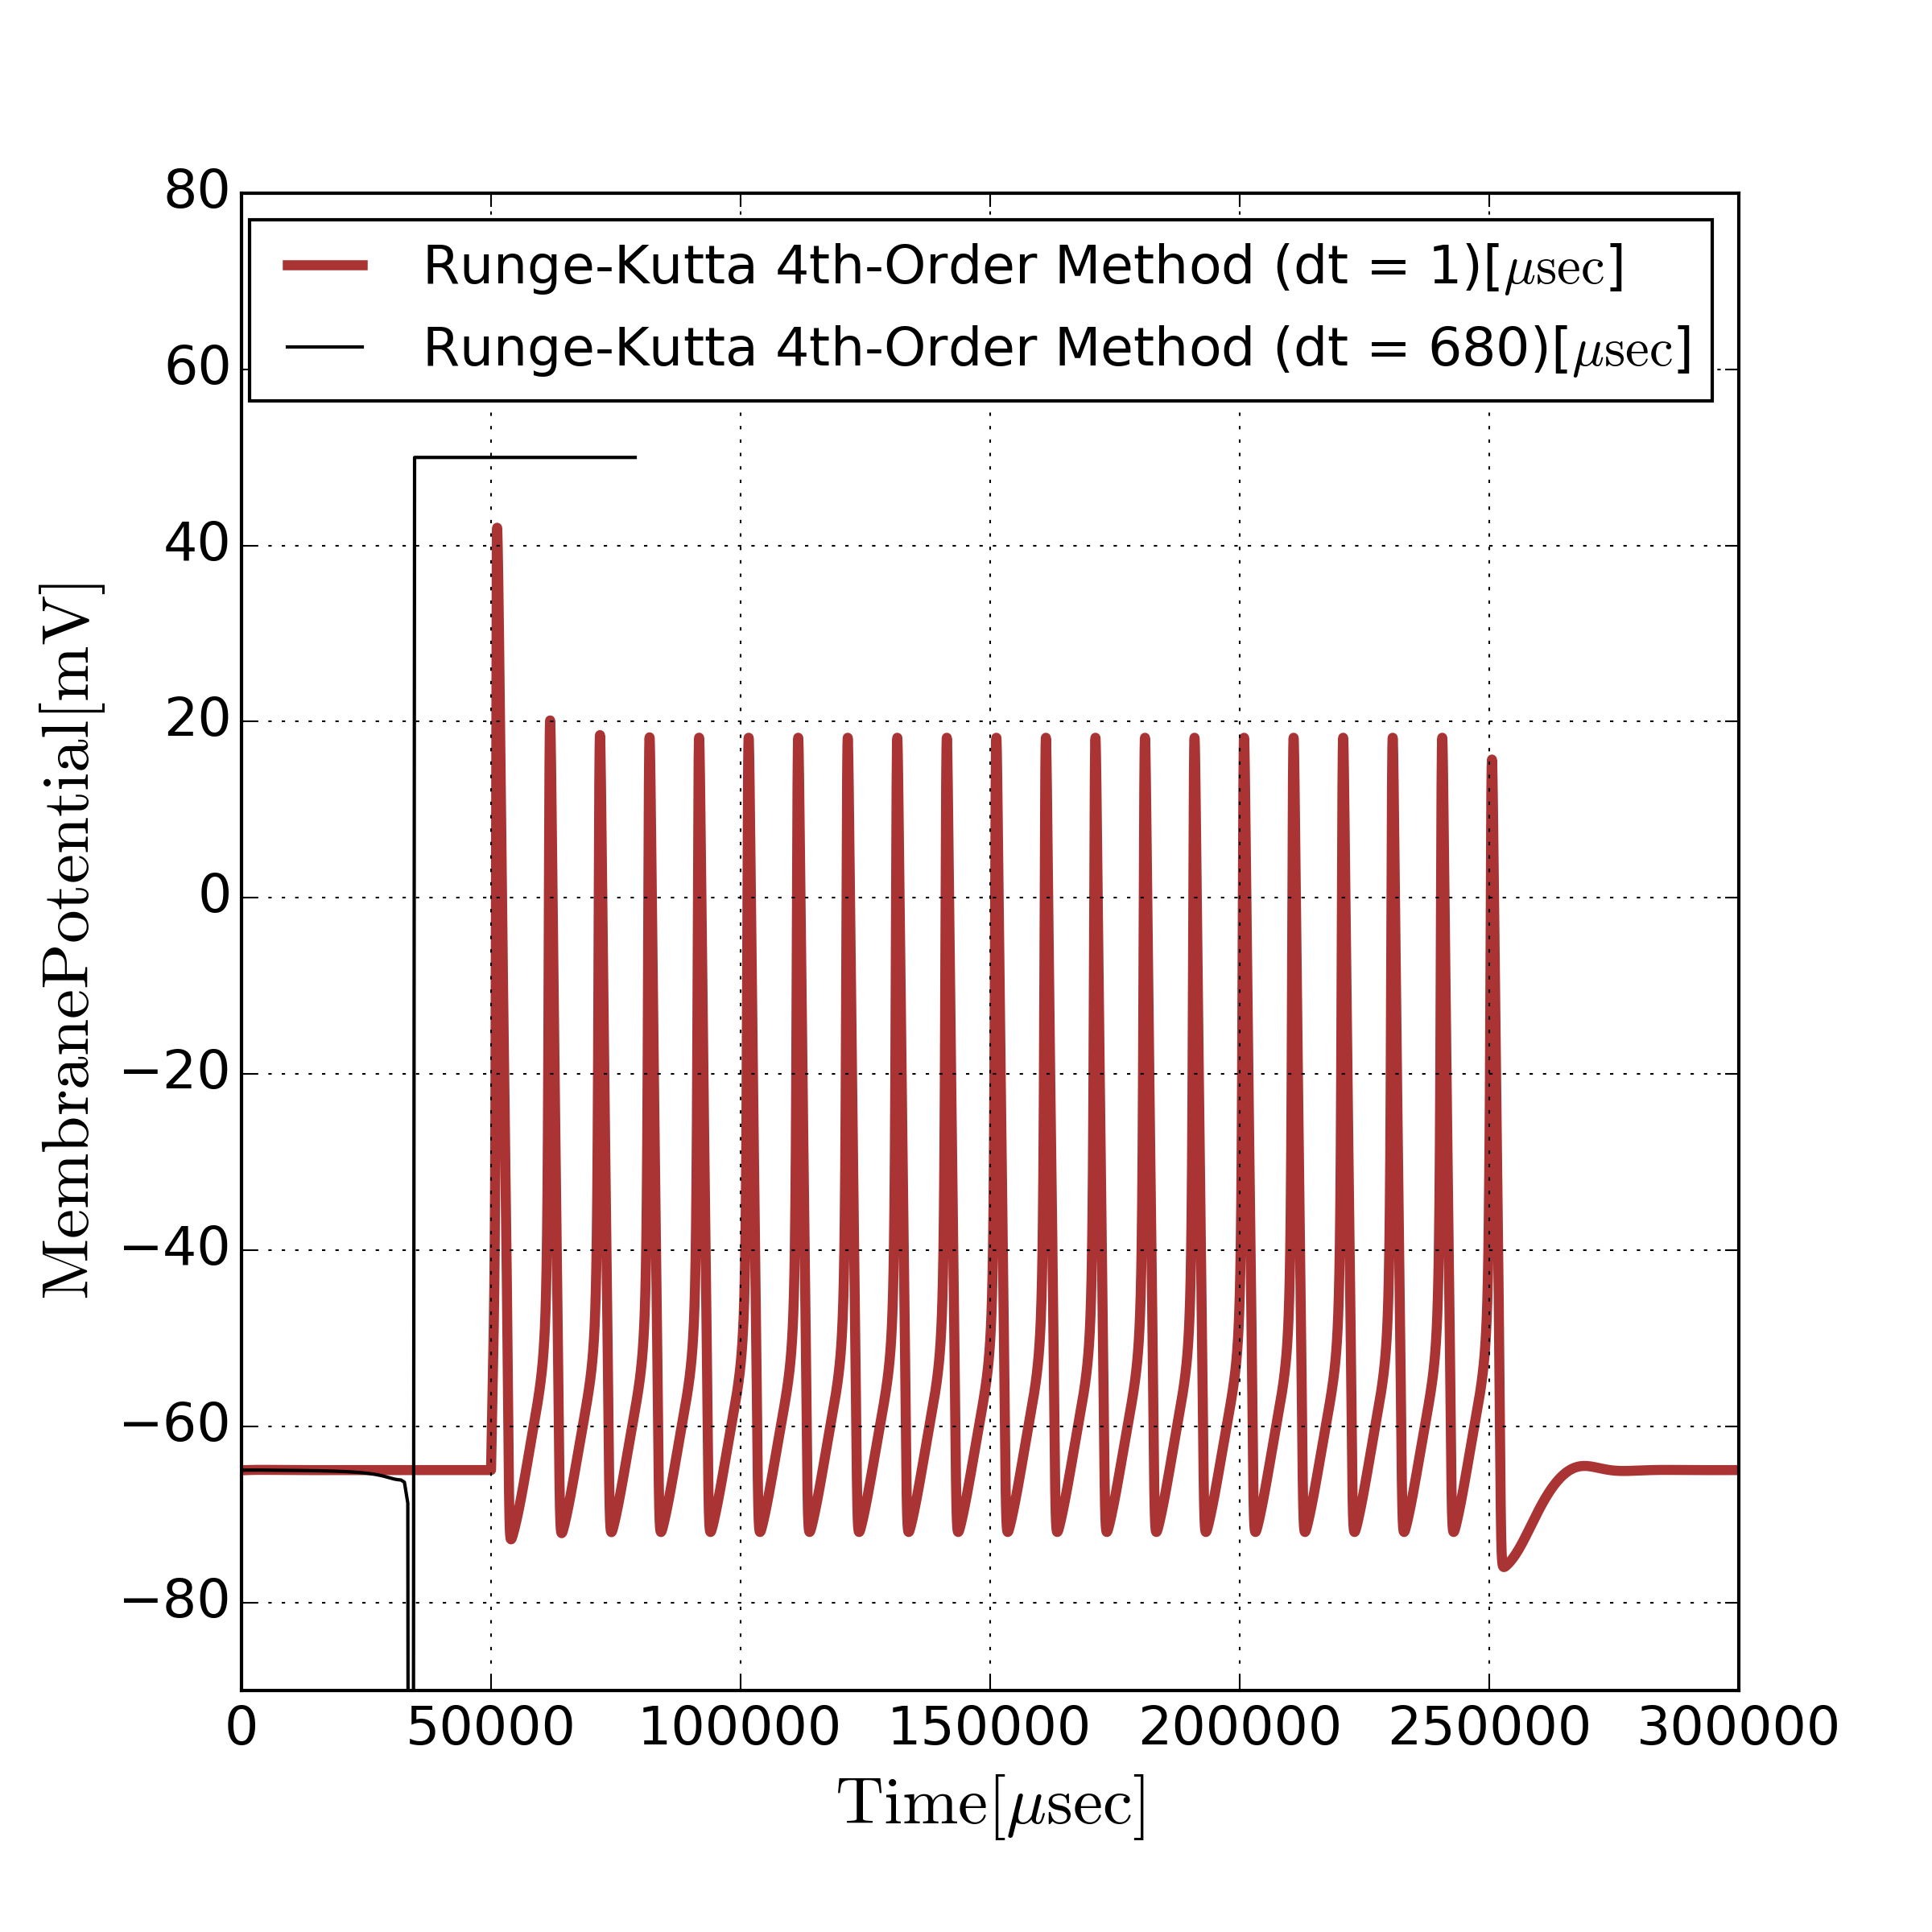 80
Runge-Kutta 4th-Order Method (dt = 1)[μsec]
60
Runge-Kutta 4th-Order Method (dt = 680)[μsec]
40
20
0
−20
−40
−60
−80
MembranePotential[mV]
0 50000 100000 150000 200000 250000 300000
Time[μsec]